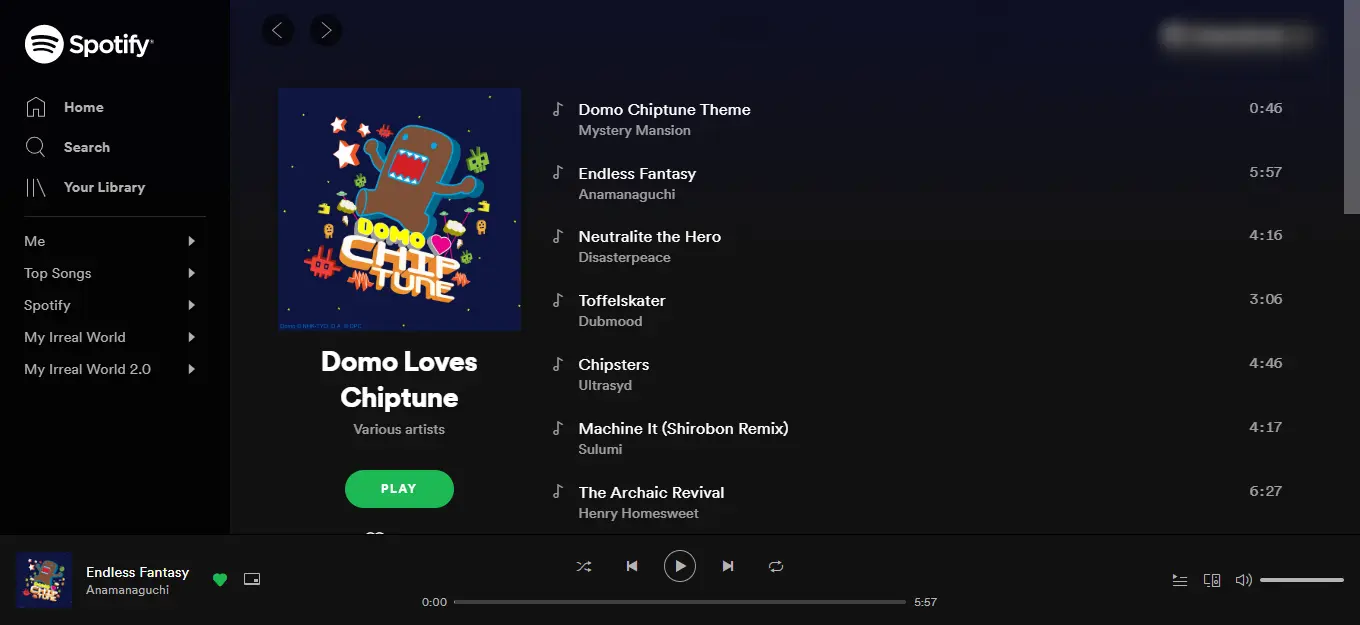 Spotify
Home
Search
Your Library
Me
Top Songs
Spotify
My Irreal World
My Irreal World 2.0
DOMO
CHIP
TUNE
Domo Loves
Chiptune
Various artists
PLAY
Domo Chiptune Theme 0:46
Mystery Mansion
Endless Fantasy 5:57
Anamanaguchi
Neutralite the Hero 4:16
Disasterpeace
Toffelskater 3:06
Dubmood
Chipsters 4:46
Ultrasyd
Machine It (Shirobon Remix) 4:17
Sulumi
The Archaic Revival 6:27
Henry Homesweet
Endless Fantasy
Anamanaguchi
0:00 5:57